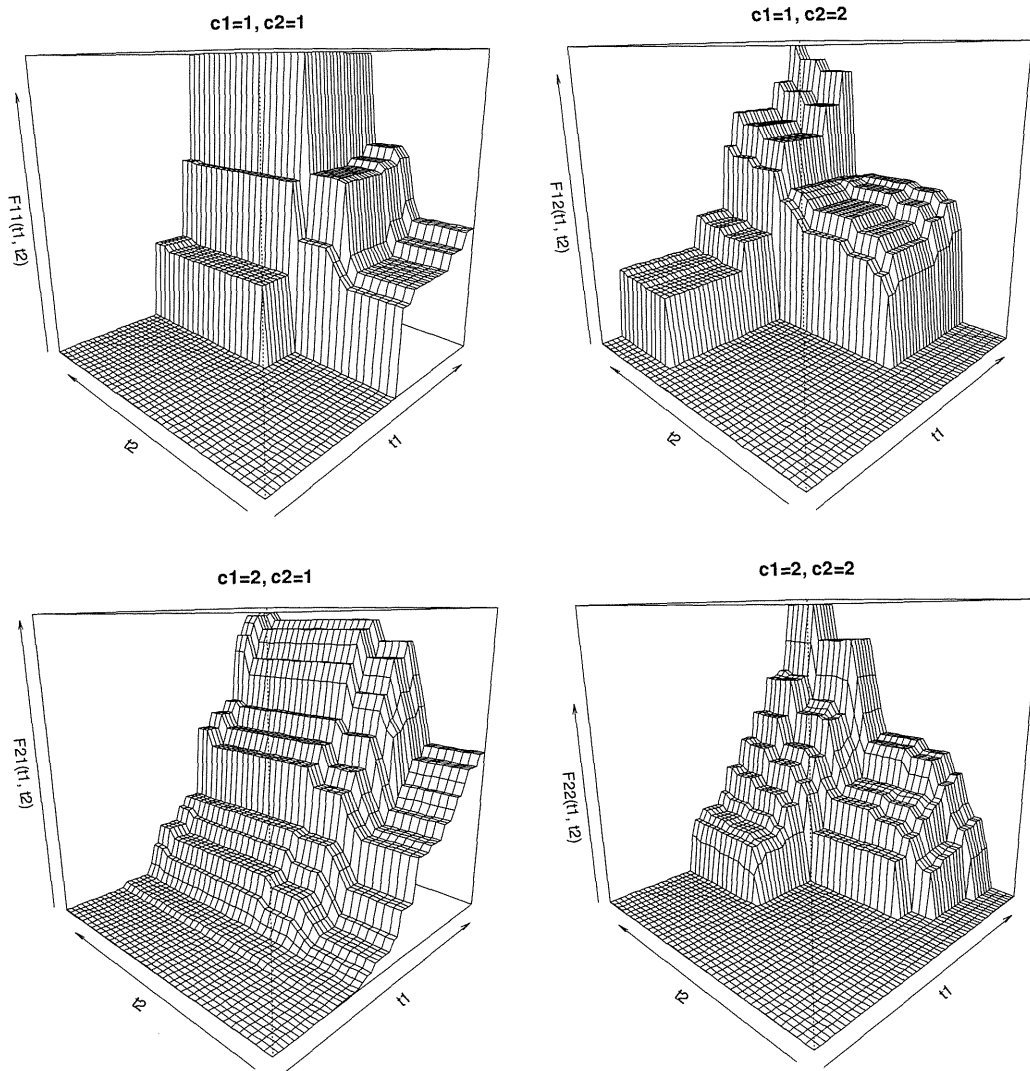 c1=1, c2=1
F11(t1, t2)
t2
t1
c1=1, c2=2
F12(t1, t2)
t2
t1
c1=2, c2=1
F21(t1, t2)
t2
t1
c1=2, c2=2
F22(t1, t2)
t2
t1